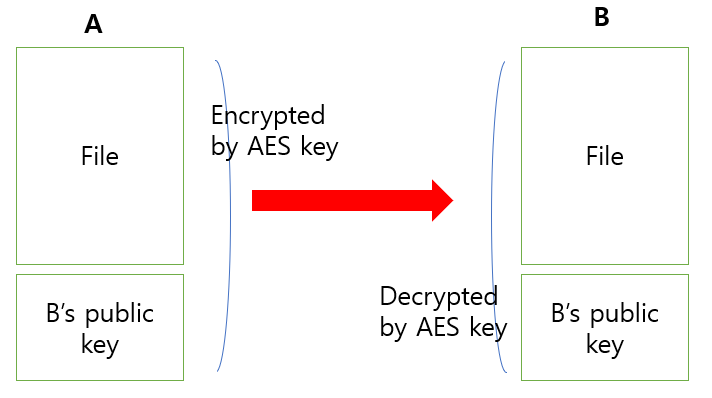 A
B
File
Encrypted
by AES key
File
B's public
key
Decrypted
by AES key
B's public
key